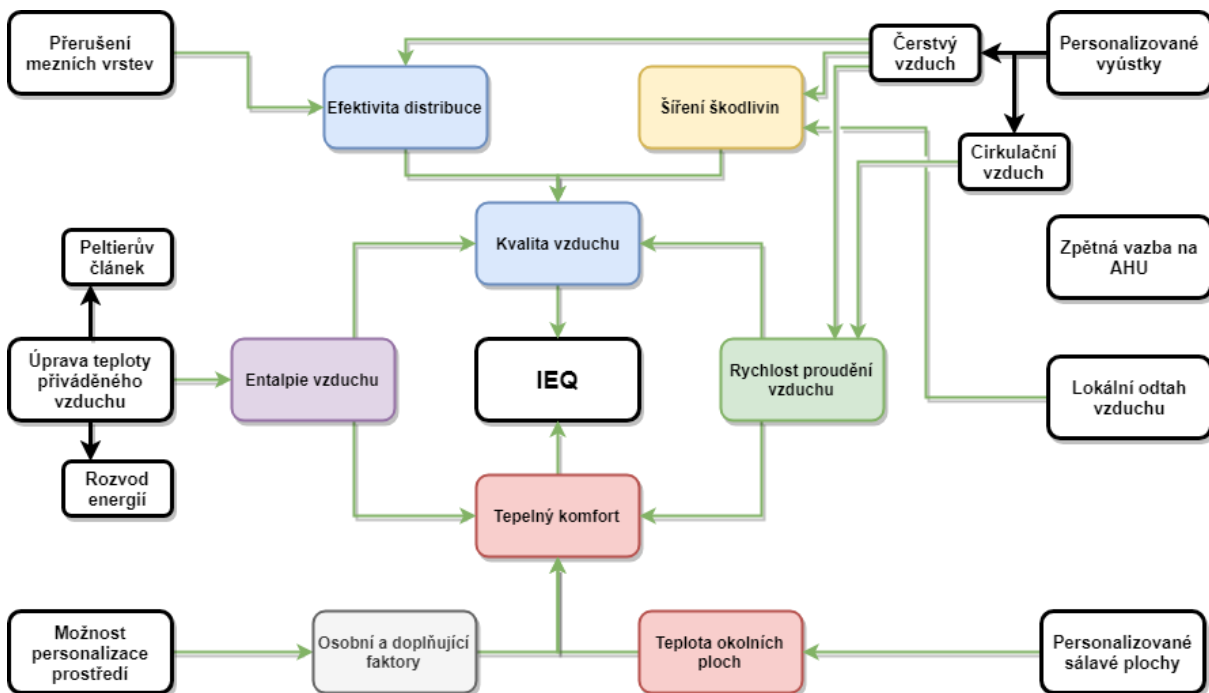 Přerušení
mezních vrstev
Efektivita distribuce
Šíření škodlivin
Čerstvý
vzduch
Personalizované
vyústky
Cirkulační
vzduch
Peltierův
článek
Kvalita vzduchu
Zpětná vazba na
AHU
Úprava teploty
přiváděného
vzduchu
Entalpie vzduchu
IEQ
Rychlost proudění
vzduchu
Lokální odtah
vzduchu
Rozvod
energií
Tepelný komfort
Možnost
personalizace
prostředí
Osobní a doplňující
faktory
Teplota okolních
ploch
Personalizované
sálavé plochy